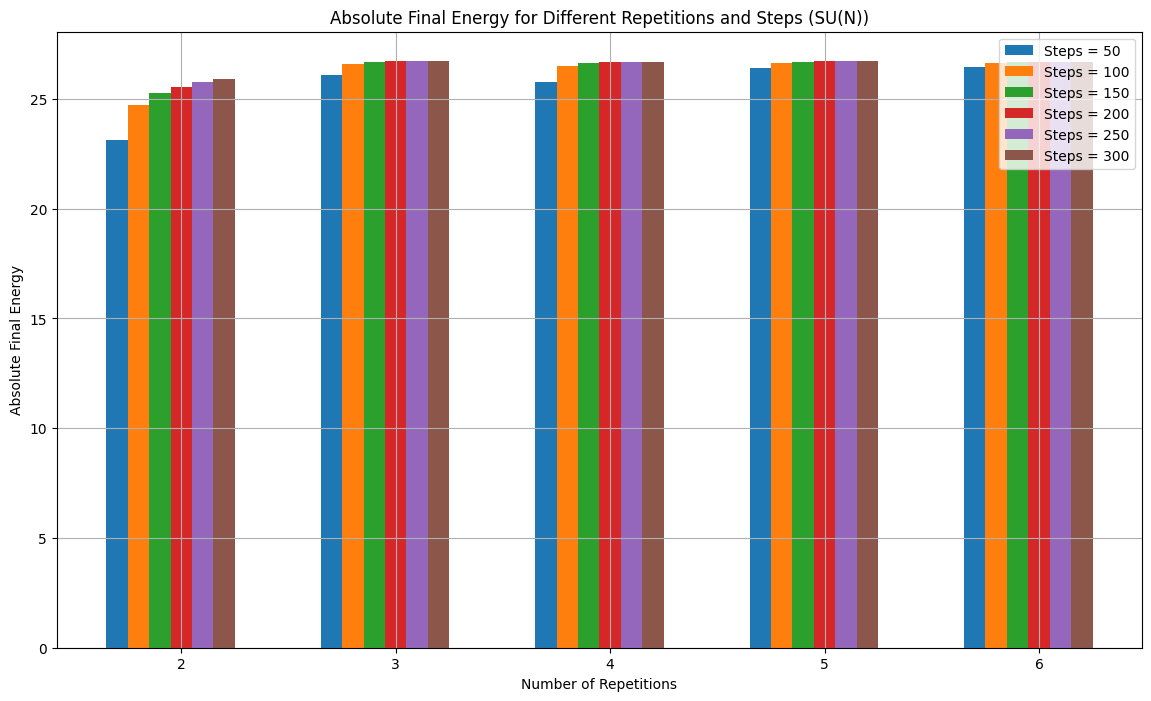 Absolute Final Energy for Different Repetitions and Steps (SU(N))
Steps = 50
Steps = 100
Steps = 150
Steps = 200
Steps = 250
Steps = 300
Absolute Final Energy
25
20
15
10
5
0
2 3 4 5 6
Number of Repetitions